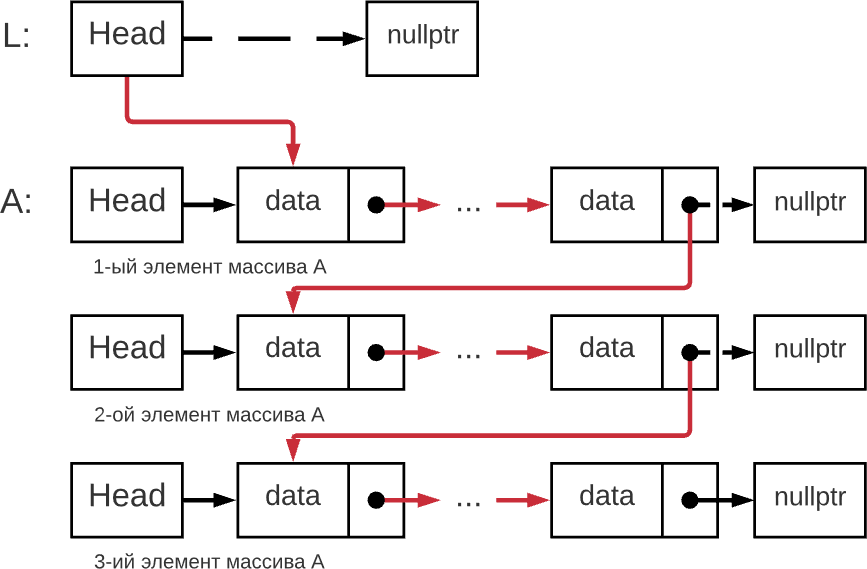 L:
Head
nullptr
A:
Head
data
...
data
nullptr
1-ый элемент массива А
Head
data
...
data
nullptr
2-ой элемент массива А
Head
data
...
data
nullptr
3-ий элемент массива А